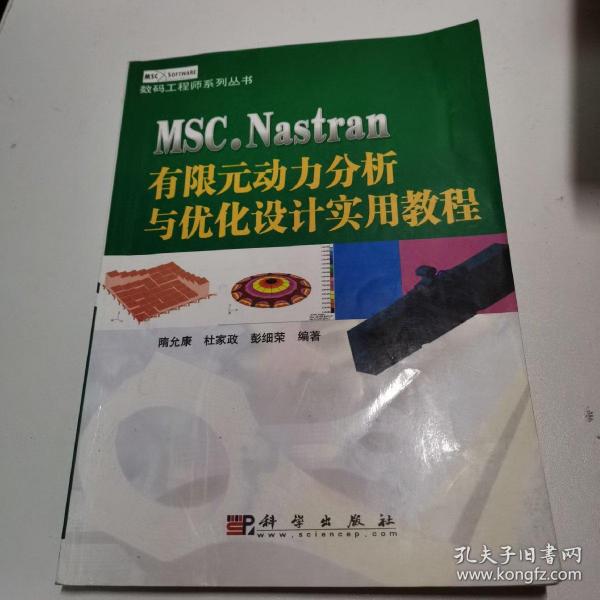 MSC SOFTWARE
数码工程师系列丛书
MSC.Nastran
有限元动力分析
与优化设计实用教程
隋允康 杜家政 彭细荣 编著
SP 科学出版社
www.sciencep.com
孔夫子旧书网
www.kongfz.com